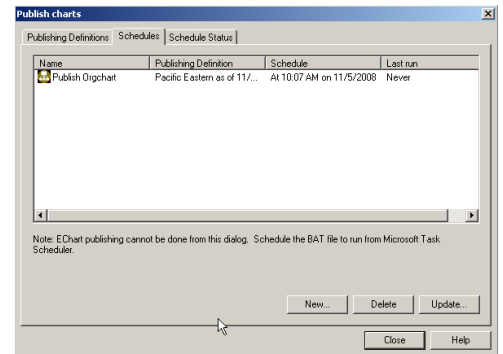 Publish charts
Publishing Definitions Schedules Schedule Status
Name Publishing Definition Schedule Last run
Publish Orgchart Pacific Eastern as of 11/... At 10:07 AM on 11/5/2008 Never
Note: EChart publishing cannot be done from this dialog. Schedule the BAT file to run from Microsoft Task
Scheduler.
New... Delete Update...
Close Help